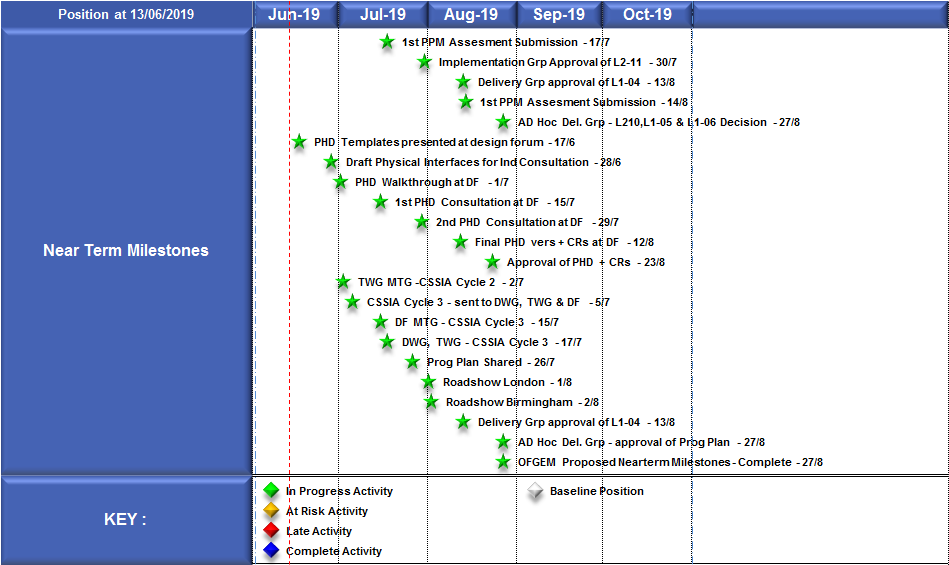 Position at 13/06/2019
Jun-19 Jul-19 Aug-19 Sep-19 Oct-19
Near Term Milestones
1st PPM Assesment Submission - 17/7
Implementation Grp Approval of L2-11 - 30/7
Delivery Grp approval of L1-04 - 13/8
1st PPM Assesment Submission - 14/8
AD Hoc Del. Grp - L210,L1-05 & L1-06 Decision - 27/8
PHD Templates presented at design forum - 17/6
Draft Physical Interfaces for Ind Consultation - 28/6
PHD Walkthrough at DF - 1/7
1st PHD Consultation at DF - 15/7
2nd PHD Consultation at DF - 29/7
Final PHD vers + CRs at DF - 12/8
Approval of PHD + CRs - 23/8
TWG MTG -CSSIA Cycle 2 - 2/7
CSSIA Cycle 3 - sent to DWG, TWG & DF - 5/7
DF MTG - CSSIA Cycle 3 - 15/7
DWG, TWG - CSSIA Cycle 3 - 17/7
Prog Plan Shared - 26/7
Roadshow London - 1/8
Roadshow Birmingham - 2/8
Delivery Grp approval of L1-04 - 13/8
AD Hoc Del. Grp - approval of Prog Plan - 27/8
OFGEM Proposed Nearterm Milestones - Complete - 27/8
KEY :
In Progress Activity
Baseline Position
At Risk Activity
Late Activity
Complete Activity